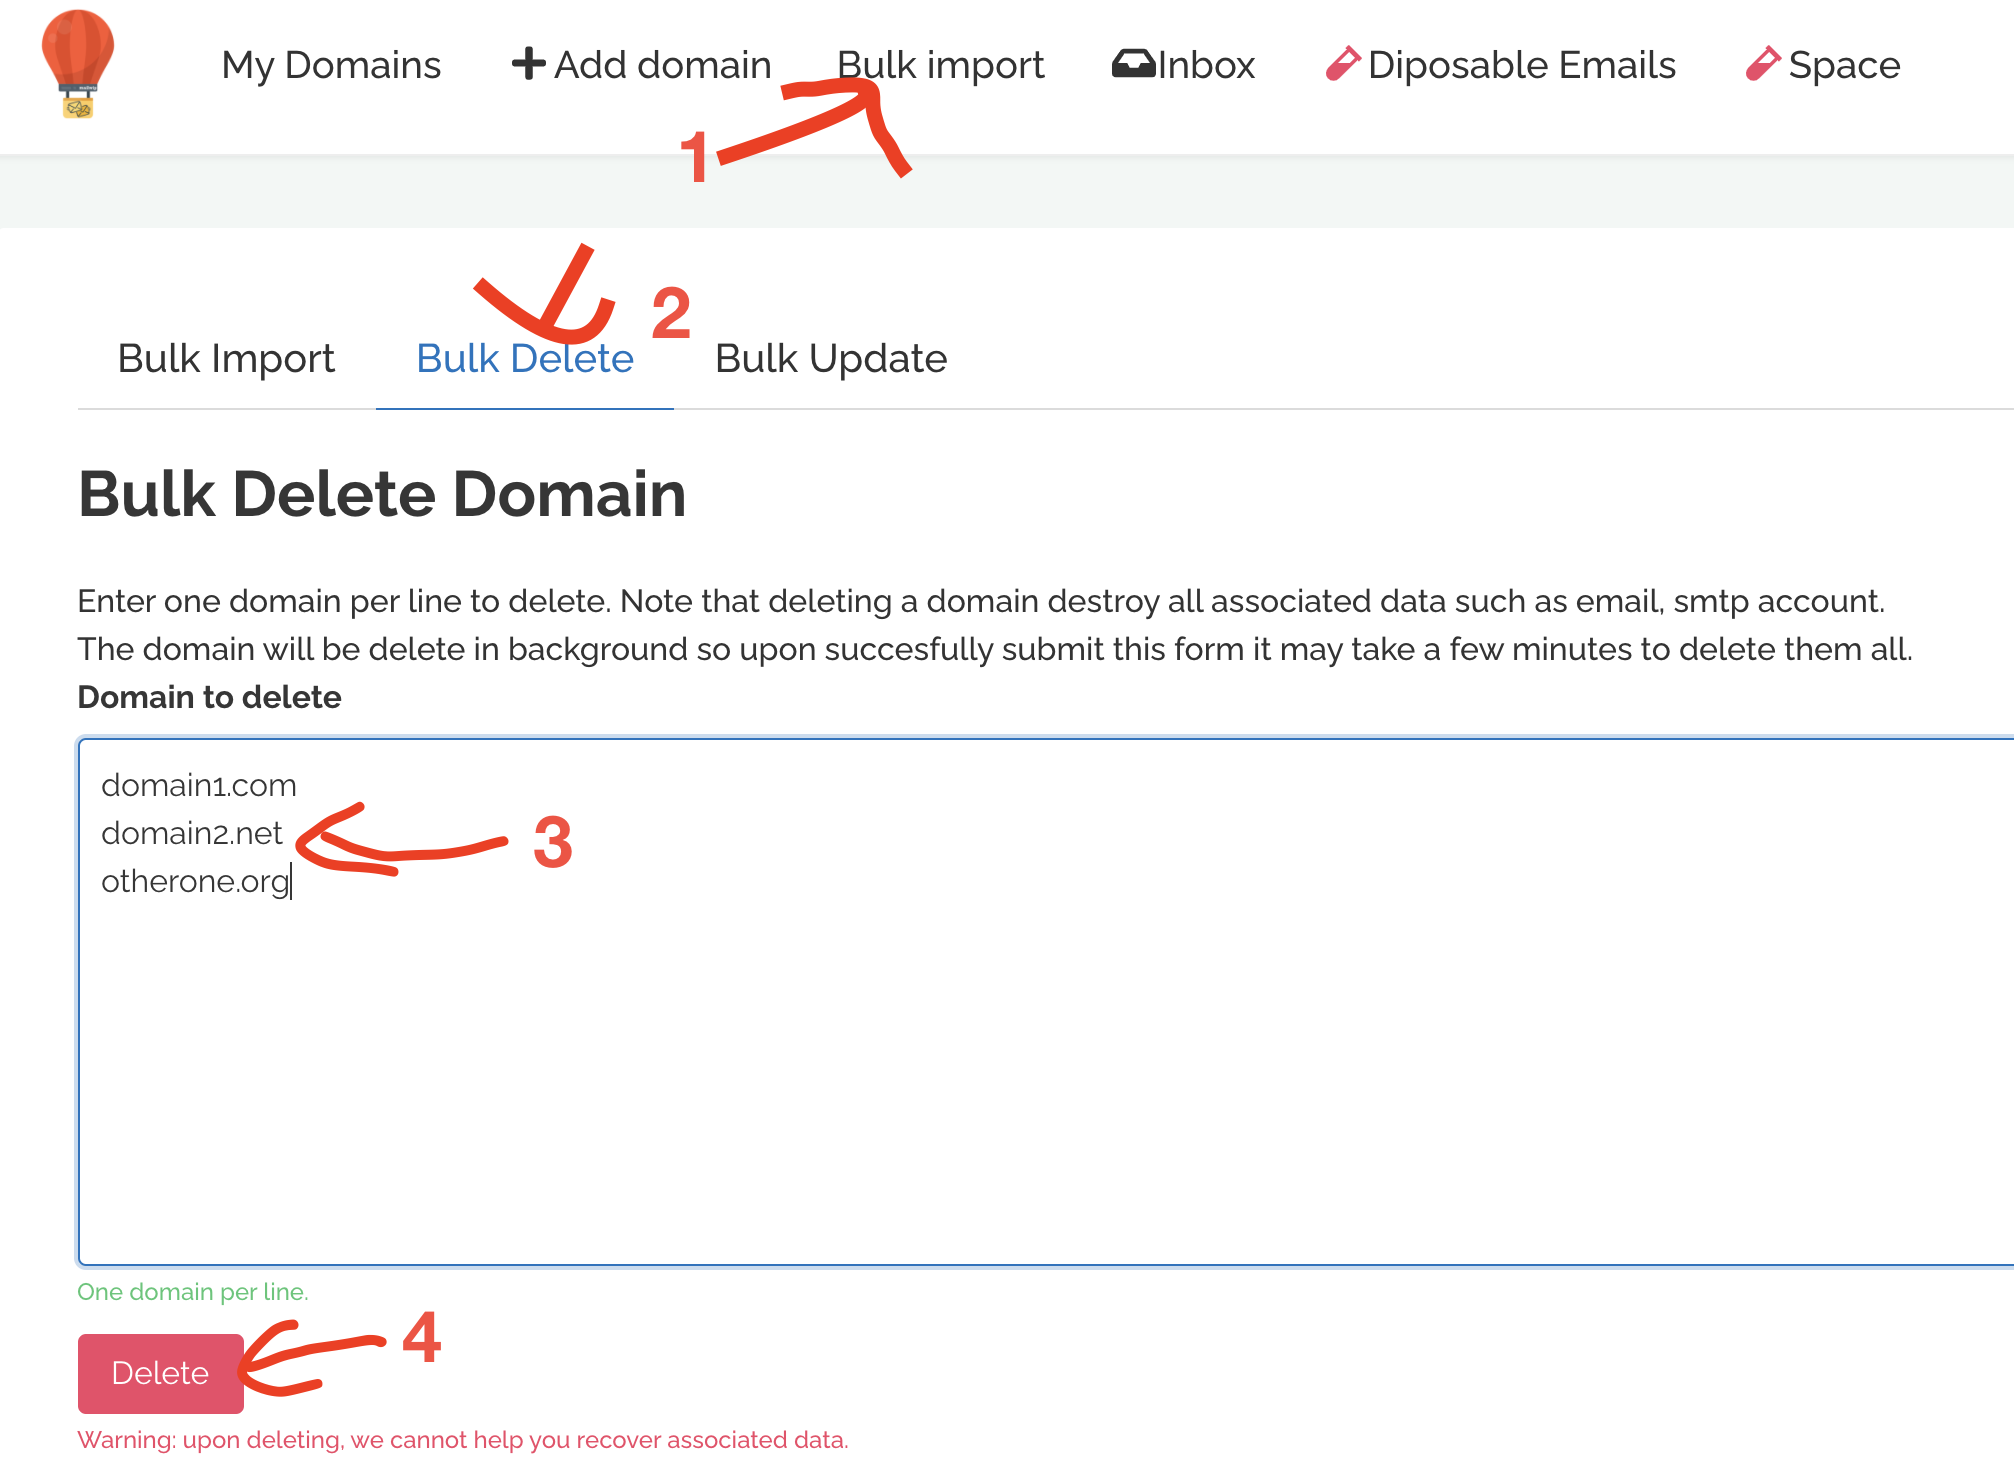 My Domains Add domain Bulk import Inbox Diposable Emails Space
1
2
Bulk Import Bulk Delete Bulk Update
Bulk Delete Domain
Enter one domain per line to delete. Note that deleting a domain destroy all associated data such as email, smtp account.
The domain will be delete in background so upon succesfully submit this form it may take a few minutes to delete them all.
Domain to delete
domain1.com
domain2.net
3
otherone.org
One domain per line.
4
Delete
Warning: upon deleting, we cannot help you recover associated data.